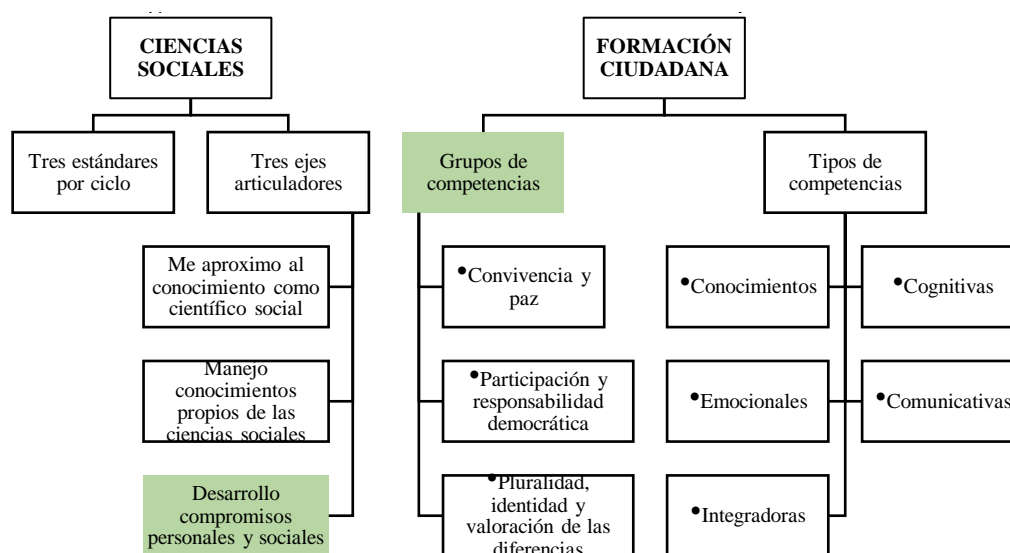 CIENCIAS
SOCIALES
FORMACIÓN
CIUDADANA
Tres estándares
por ciclo
Tres ejes
articuladores
Grupos de
competencias
Tipos de
competencias
Me aproximo al
conocimiento como
científico social
Manejo
conocimientos
propios de las
ciencias sociales
Desarrollo
compromisos
personales y sociales
•Convivencia y
paz
•Participación y
responsabilidad
democrática
•Pluralidad,
identidad y
valoración de las
diferencias
•Conocimientos
•Cognitivas
•Emocionales
•Comunicativas
•Integradoras